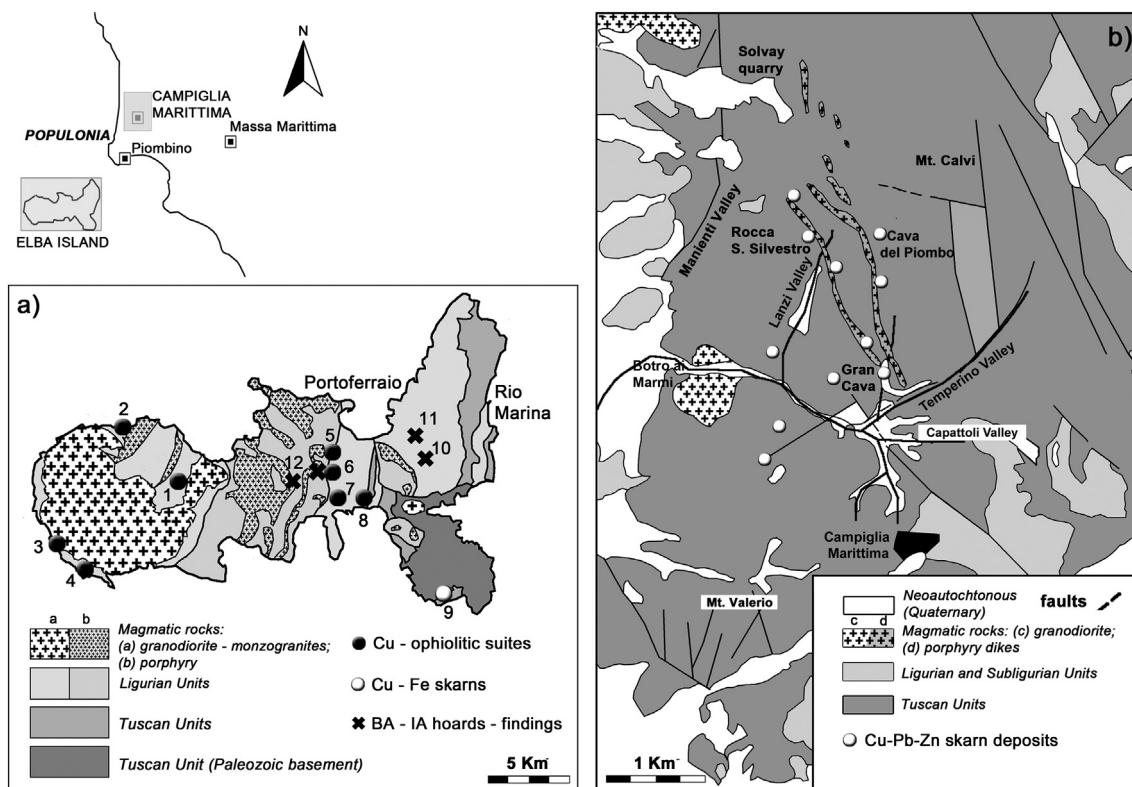 N
CAMPIGLIA
MARITTIMA
POPULONIA
Massa Marittima
Piombino
ELBA ISLAND
a)
Portoferraio
Rio
Marina
2
11
5
10
12
6
1
7
8
3
4
9
a b
Magmatic rocks:
(a) granodiorite - monzogranites;
(b) porphyry
Ligurian Units
Tuscan Units
Tuscan Unit (Paleozoic basement)
Cu - ophiolitic suites
Cu - Fe skarns
BA - IA hoards - findings
5 Km
b)
Solvay
quarry
Mt. Calvi
Manienti Valley
Rocca
S. Silvestro
Cava
del Piombo
Lanzi Valley
Botro ai
Marmi
Gran
Cava
Temperino Valley
Capattoli Valley
Campiglia
Marittima
Mt. Valerio
Neoautochtonous
(Quaternary)
faults
c d
Magmatic rocks: (c) granodiorite;
(d) porphyry dikes
Ligurian and Subligurian Units
Tuscan Units
Cu-Pb-Zn skarn deposits
1 Km